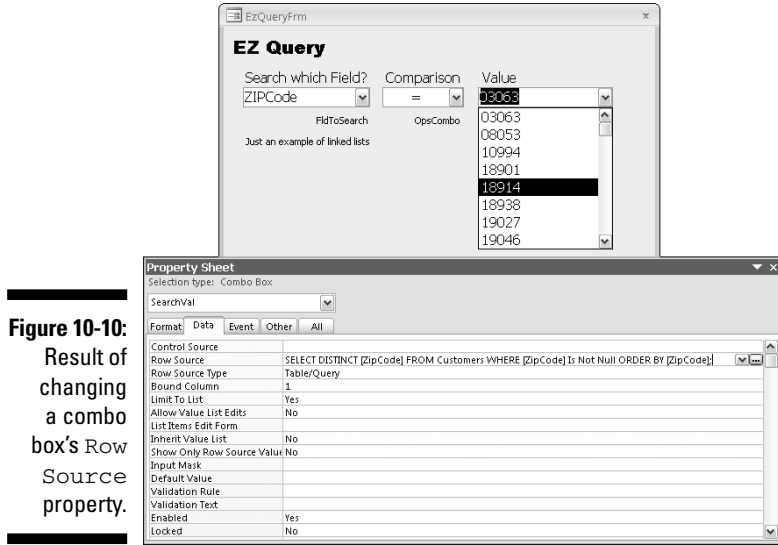 EzQueryFrm
x
EZ Query
Search which Field? Comparison Value
ZIPCode = 03063
FldToSearch OpsCombo
Just an example of linked lists
03063
08053
10994
18901
18914
18938
19027
19046
Property Sheet
Selection type: Combo Box
SearchVal
Format Data Event Other All
Control Source
Row Source SELECT DISTINCT [ZipCode] FROM Customers WHERE [ZipCode] Is Not Null ORDER BY [ZipCode];
Row Source Type Table/Query
Bound Column 1
Limit To List Yes
Allow Value List Edits No
List Items Edit Form
Inherit Value List No
Show Only Row Source Value No
Input Mask
Default Value
Validation Rule
Validation Text
Enabled Yes
Locked No
Figure 10-10:
Result of
changing
a combo
box's Row
Source
property.